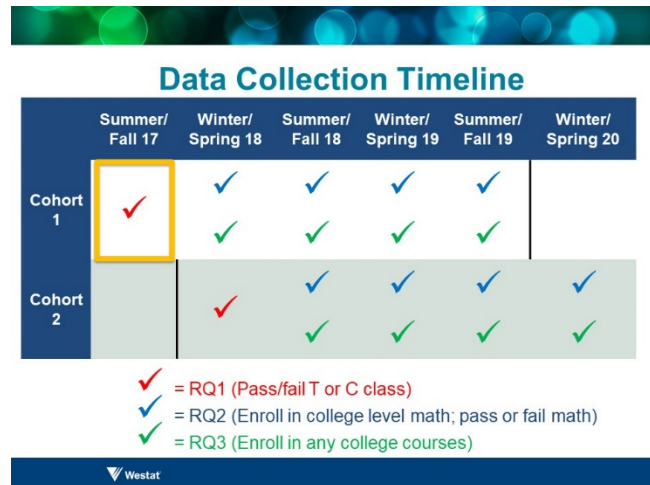 Data Collection Timeline
Summer/ Winter/ Summer/ Winter/ Summer/ Winter/
Fall 17 Spring 18 Fall 18 Spring 19 Fall 19 Spring 20
Cohort
1
Cohort
2
= RQ1 (Pass/fail T or C class)
= RQ2 (Enroll in college level math; pass or fail math)
= RQ3 (Enroll in any college courses)
Westat